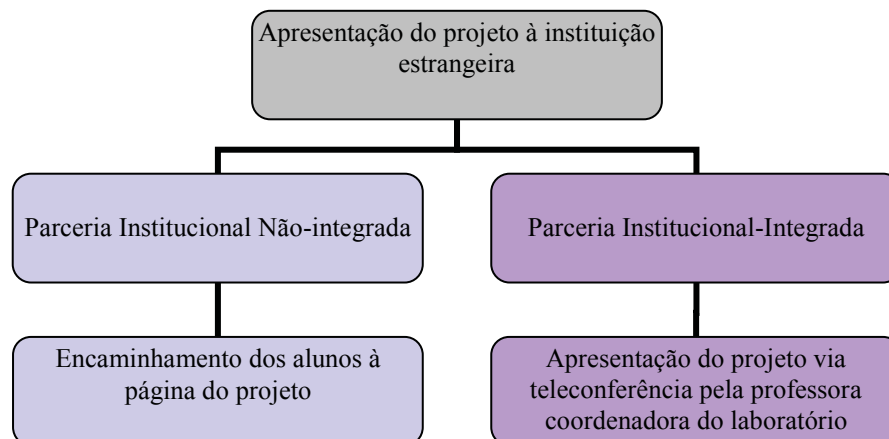 Apresentação do projeto à instituição
estrangeira
Parceria Institucional Não-integrada
Parceria Institucional-Integrada
Encaminhamento dos alunos à
página do projeto
Apresentação do projeto via
teleconferência pela professora
coordenadora do laboratório